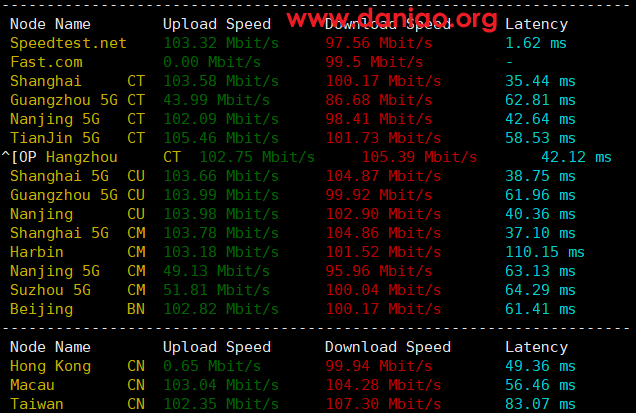 ------------------------------------------------------------------------
Node Name Upload Speed Download Speed Latency
www.daniao.org
Speedtest.net 103.32 Mbit/s 97.56 Mbit/s 1.62 ms
Fast.com 0.00 Mbit/s 99.5 Mbit/s -
Shanghai CT 103.58 Mbit/s 100.17 Mbit/s 35.44 ms
Guangzhou 5G CT 43.99 Mbit/s 86.68 Mbit/s 62.81 ms
Nanjing 5G CT 102.09 Mbit/s 98.41 Mbit/s 42.64 ms
TianJin 5G CT 105.46 Mbit/s 101.73 Mbit/s 58.53 ms
^[OP Hangzhou CT 102.75 Mbit/s 105.39 Mbit/s 42.12 ms
Shanghai 5G CU 103.66 Mbit/s 104.87 Mbit/s 38.75 ms
Guangzhou 5G CU 103.99 Mbit/s 99.92 Mbit/s 61.96 ms
Nanjing CU 103.98 Mbit/s 102.90 Mbit/s 40.36 ms
Shanghai 5G CM 103.78 Mbit/s 104.86 Mbit/s 37.10 ms
Harbin CM 103.18 Mbit/s 101.52 Mbit/s 110.15 ms
Nanjing 5G CM 49.13 Mbit/s 95.96 Mbit/s 63.13 ms
Suzhou 5G CM 51.81 Mbit/s 100.04 Mbit/s 64.29 ms
Beijing BN 102.82 Mbit/s 100.17 Mbit/s 61.41 ms
------------------------------------------------------------------------
Node Name Upload Speed Download Speed Latency
Hong Kong CN 0.65 Mbit/s 99.94 Mbit/s 49.36 ms
Macau CN 103.04 Mbit/s 104.28 Mbit/s 56.46 ms
Taiwan CN 102.35 Mbit/s 107.30 Mbit/s 83.07 ms